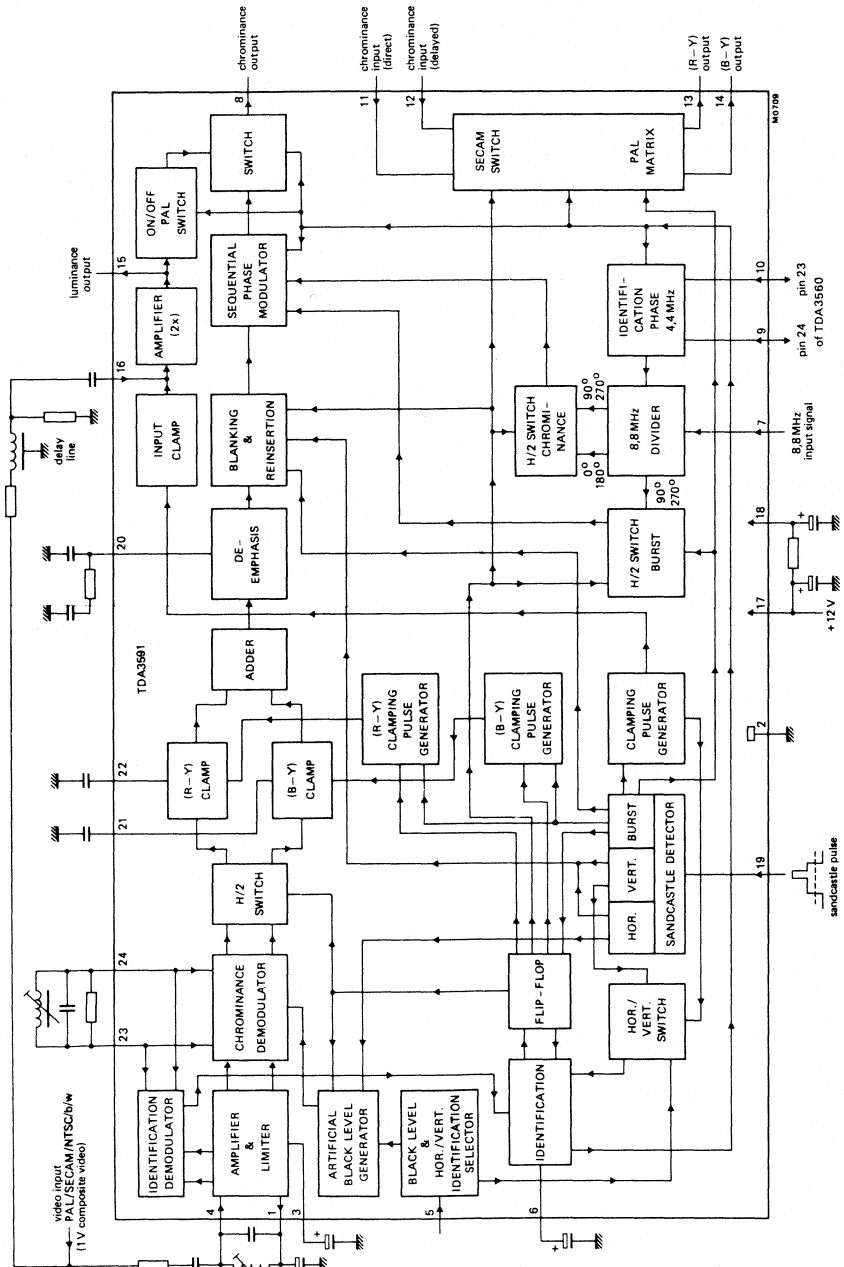 chrominance
output
chrominance
input
(direct)
chrominance
input
(delayed)
(R – Y)
output
(B – Y)
output
8
11
12
13
14
M0709
SWITCH
SECAM
SWITCH
PAL
MATRIX
ON/OFF
PAL
SWITCH
luminance
output
15
AMPLIFIER
(2x)
16
SEQUENTIAL
PHASE
MODULATOR
IDENTIFI-
CATION
PHASE
4,4 MHz
10
pin 23
9
pin 24
of TDA3560
delay
line
INPUT
CLAMP
BLANKING
&
REINSERTION
H/2 SWITCH
CHROMI-
NANCE
90°
270°
0°
180°
8,8 MHz
DIVIDER
7
8,8 MHz
input signal
20
DE-
EMPHASIS
90°
270°
H/2 SWITCH
BURST
18
+
+
17
+12 V
TDA3591
ADDER
22
(R – Y)
CLAMP
21
(B – Y)
CLAMP
(R – Y)
CLAMPING
PULSE
GENERATOR
(B – Y)
CLAMPING
PULSE
GENERATOR
CLAMPING
PULSE
GENERATOR
2
H/2
SWITCH
BURST
VERT.
HOR.
SANDCASTLE DETECTOR
19
sandcastle pulse
24
23
CHROMINANCE
DEMODULATOR
FLIP-FLOP
HOR./
VERT.
SWITCH
IDENTIFICATION
DEMODULATOR
AMPLIFIER
&
LIMITER
ARTIFICIAL
BLACK LEVEL
GENERATOR
BLACK LEVEL
&
HOR./VERT.
IDENTIFICATION
SELECTOR
IDENTIFICATION
video input
PAL/SECAM/NTSC/b/w
(1 V composite video)
4
1
3
+
5
6
+
+